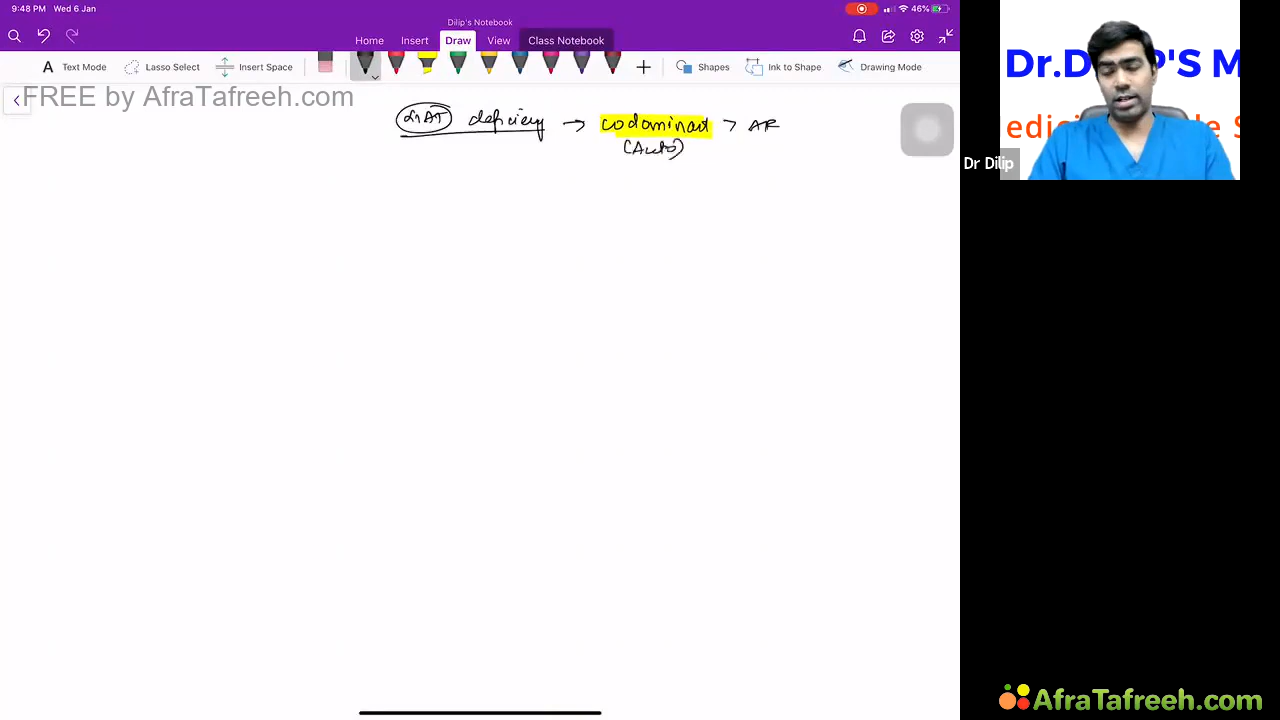 9:48 PM Wed 6 Jan
46%
Dilip's Notebook
Home Insert Draw View Class Notebook
Text Mode Lasso Select Insert Space Shapes Ink to Shape Drawing Mode
FREE by AfraTafreeh.com
α1AT deficiency → codominant > AR
(Auto)
Dr.D P'S M
edicin le S
Dr Dilip
AfraTafreeh.com